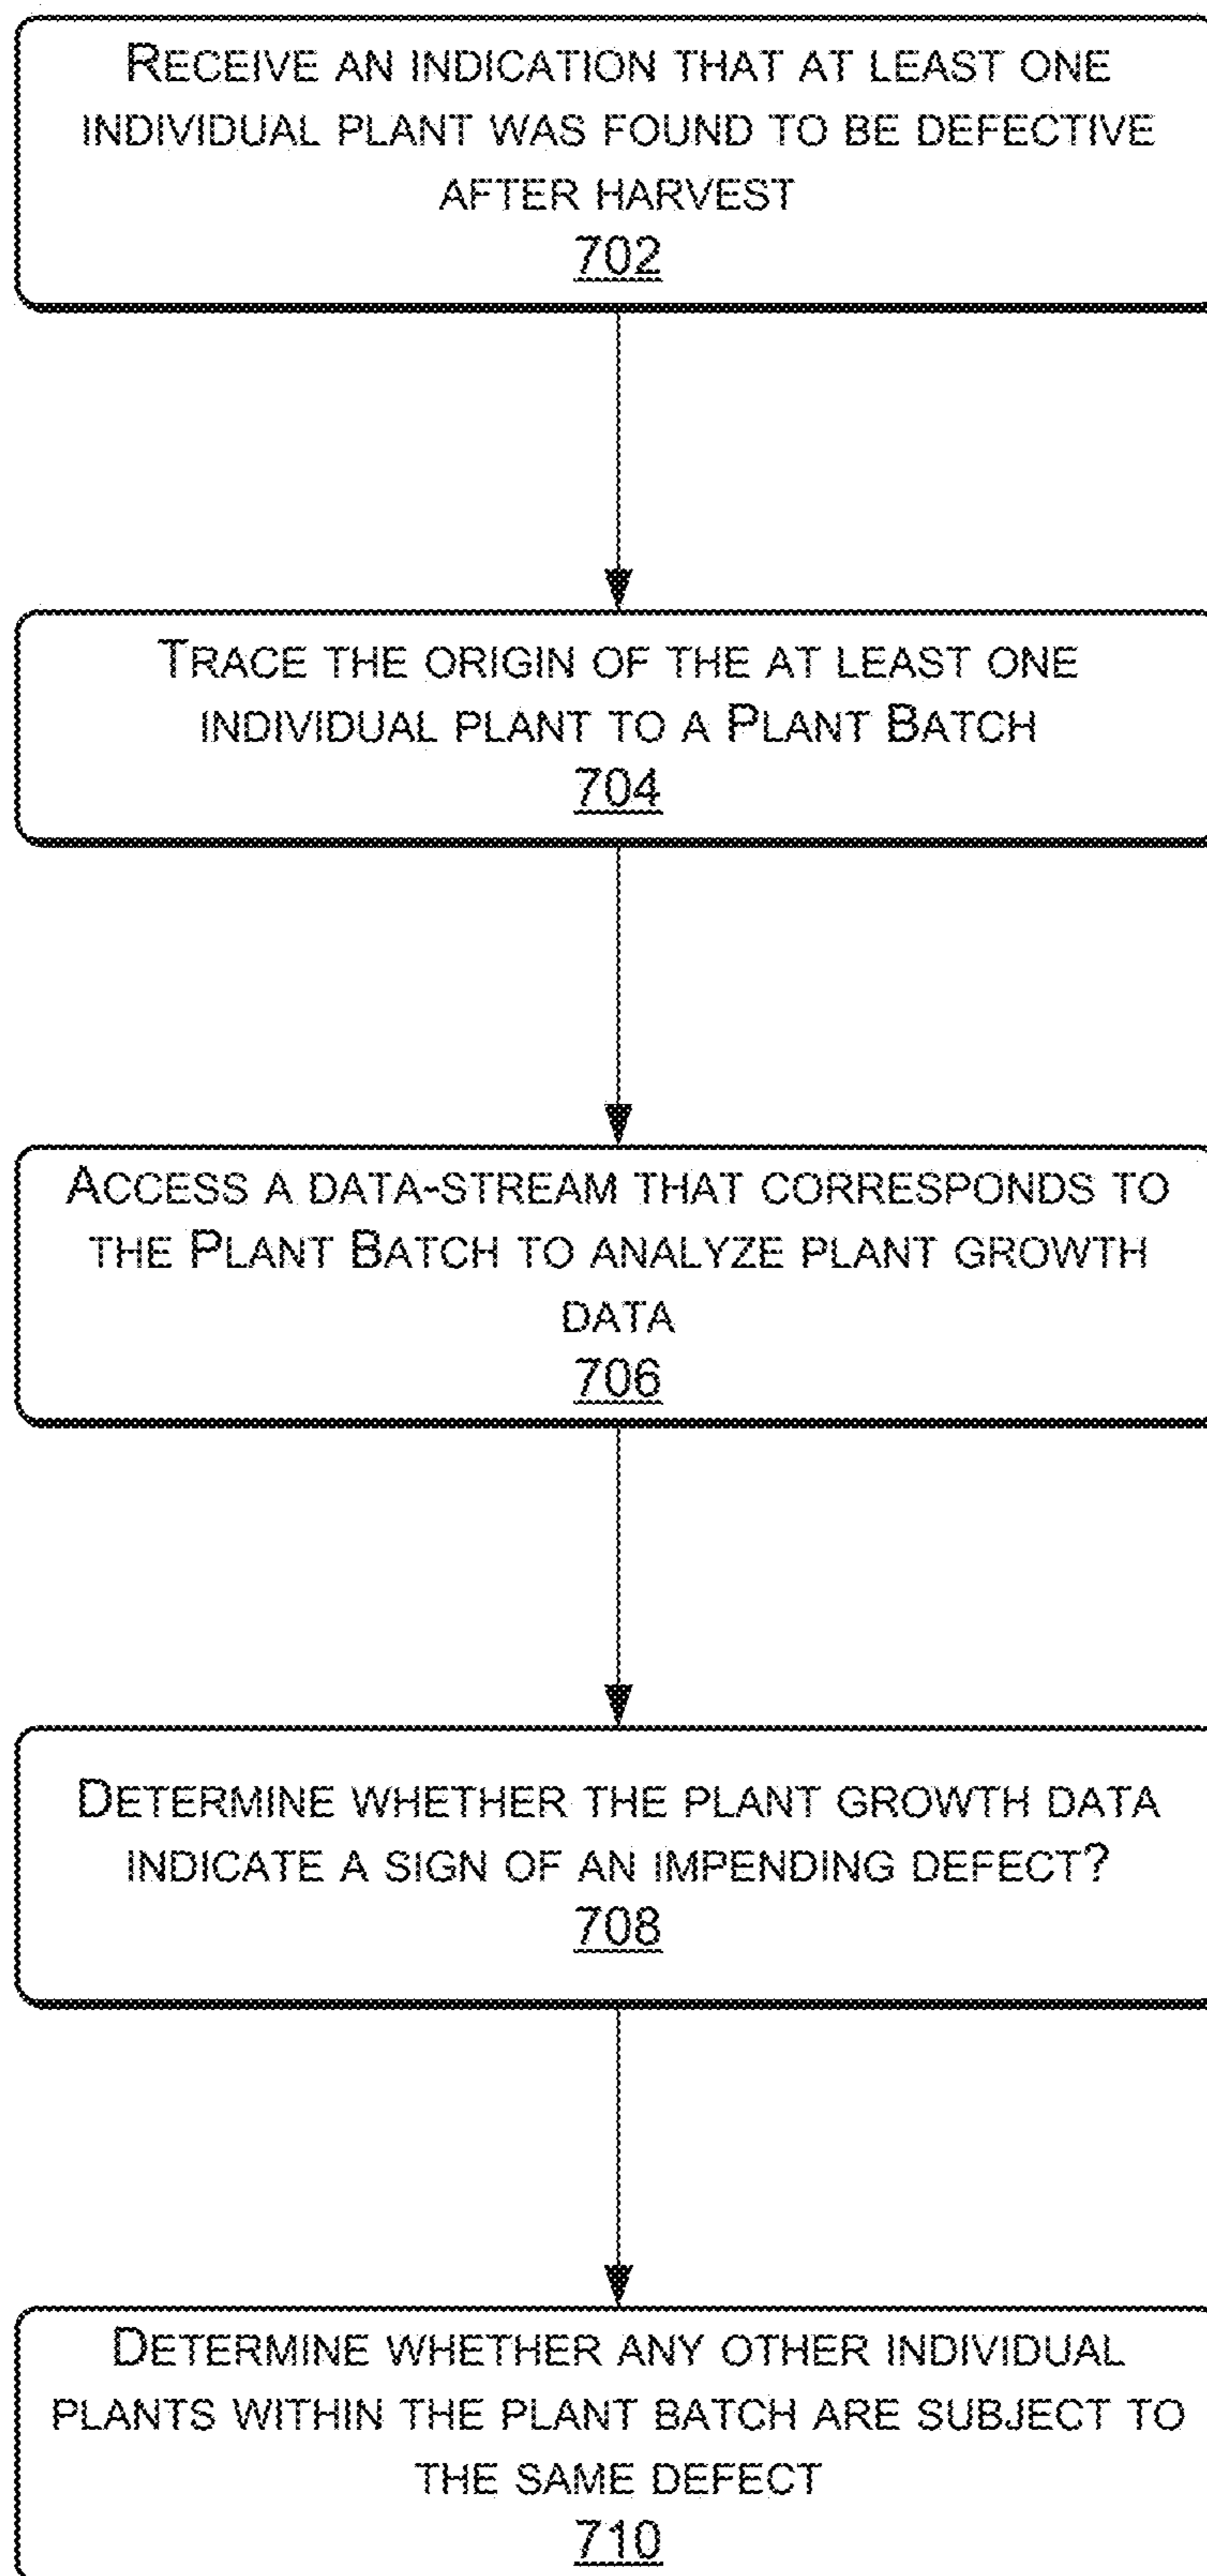 RECEIVE AN INDICATION THAT AT LEAST ONE
INDIVIDUAL PLANT WAS FOUND TO BE DEFECTIVE
AFTER HARVEST
702
TRACE THE ORIGIN OF THE AT LEAST ONE
INDIVIDUAL PLANT TO A PLANT BATCH
704
ACCESS A DATA-STREAM THAT CORRESPONDS TO
THE PLANT BATCH TO ANALYZE PLANT GROWTH
DATA
706
DETERMINE WHETHER THE PLANT GROWTH DATA
INDICATE A SIGN OF AN IMPENDING DEFECT?
708
DETERMINE WHETHER ANY OTHER INDIVIDUAL
PLANTS WITHIN THE PLANT BATCH ARE SUBJECT TO
THE SAME DEFECT
710